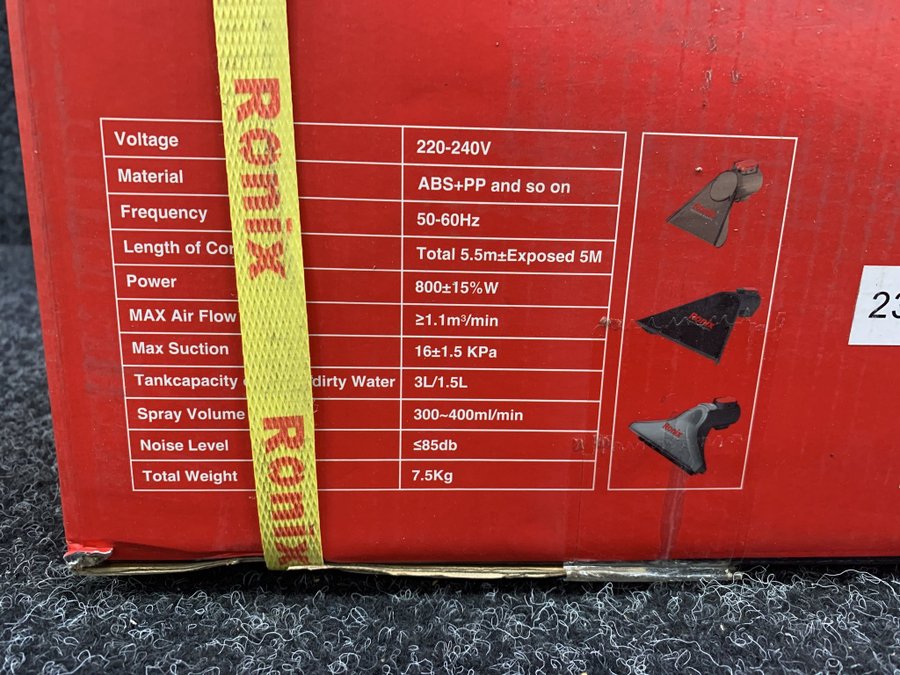 Romix
Voltage 220-240V
Material ABS+PP and so on
Frequency 50-60Hz
Length of Total 5.5m±Exposed 5M
Power 800±15%W
MAX Air Flow ≥1.1m³/min
Max Suction 16±1.5 KPa
Tankcapacity /dirty Water 3L/1.5L
Spray Volume 300~400ml/min
Noise Level ≤85db
Total Weight 7.5Kg
Ronix
Ronix
Ronix
23